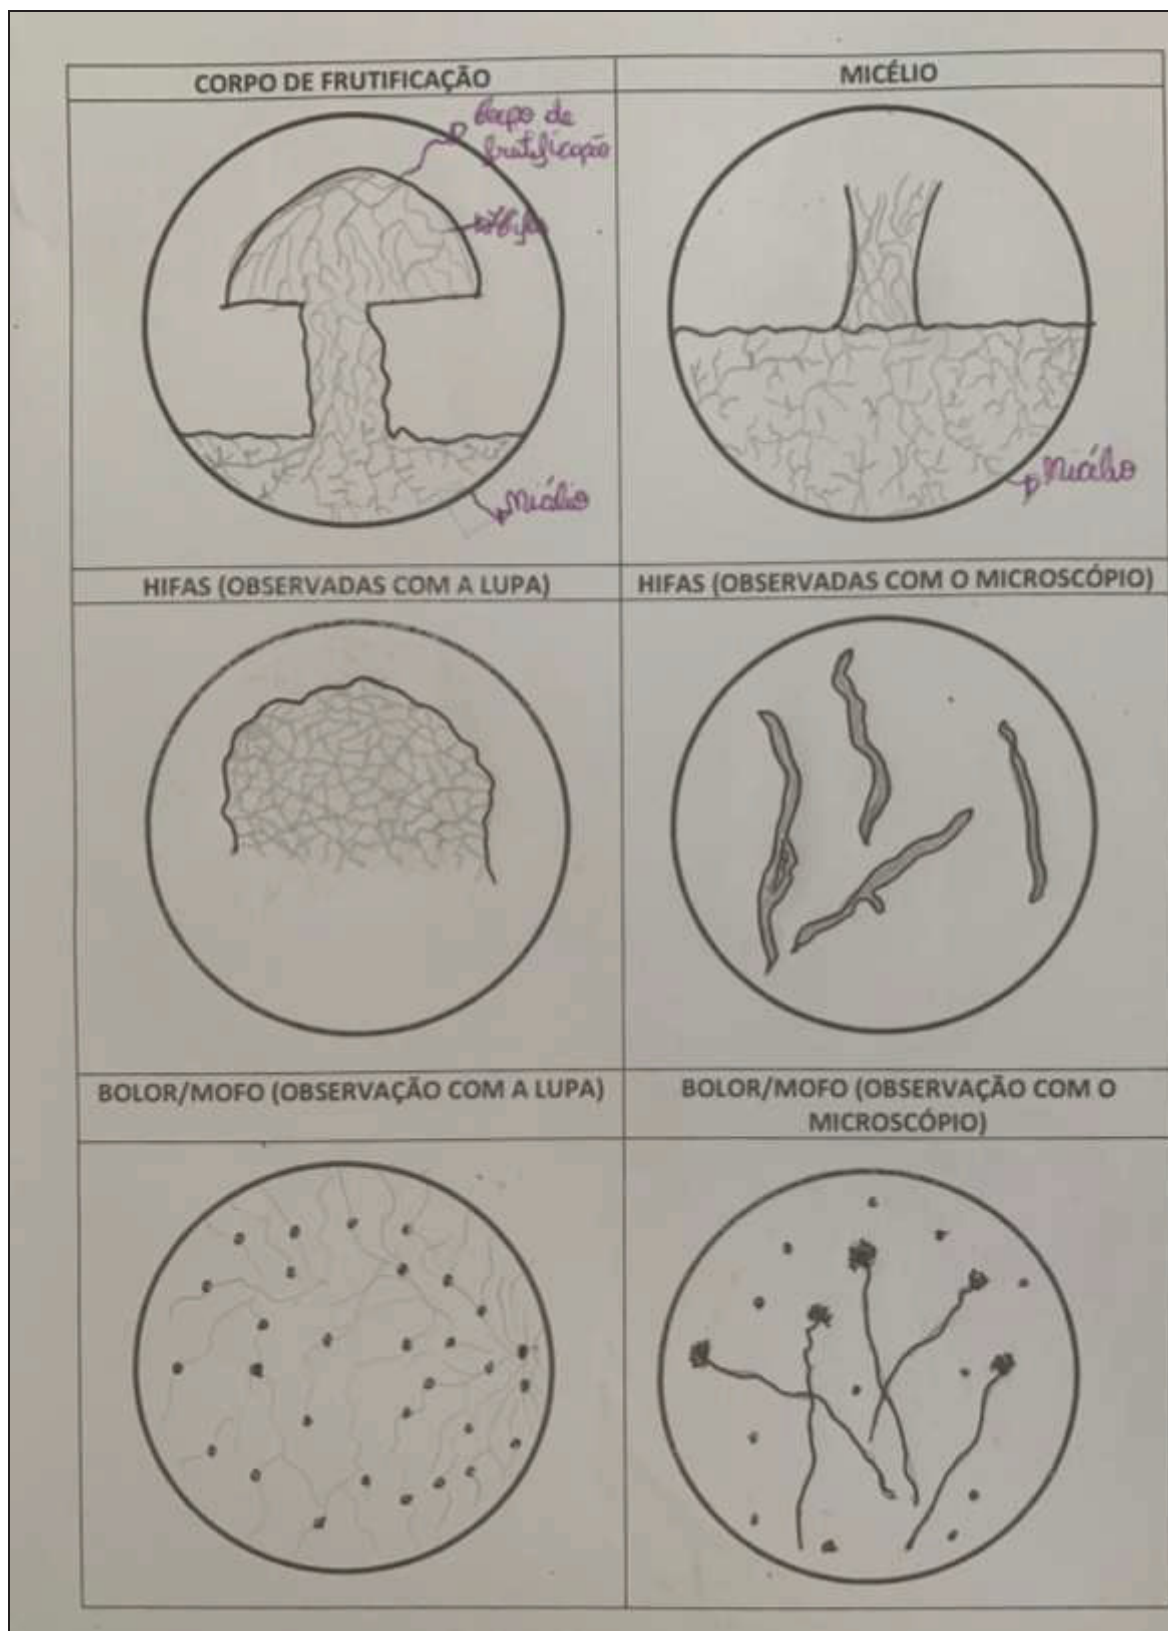 CORPO DE FRUTIFICAÇÃO
MICÉLIO
Corpo de
frutificação
Hifas
Micélio
Micélio
HIFAS (OBSERVADAS COM A LUPA)
HIFAS (OBSERVADAS COM O MICROSCÓPIO)
BOLOR/MOFO (OBSERVAÇÃO COM A LUPA)
BOLOR/MOFO (OBSERVAÇÃO COM O
MICROSCÓPIO)